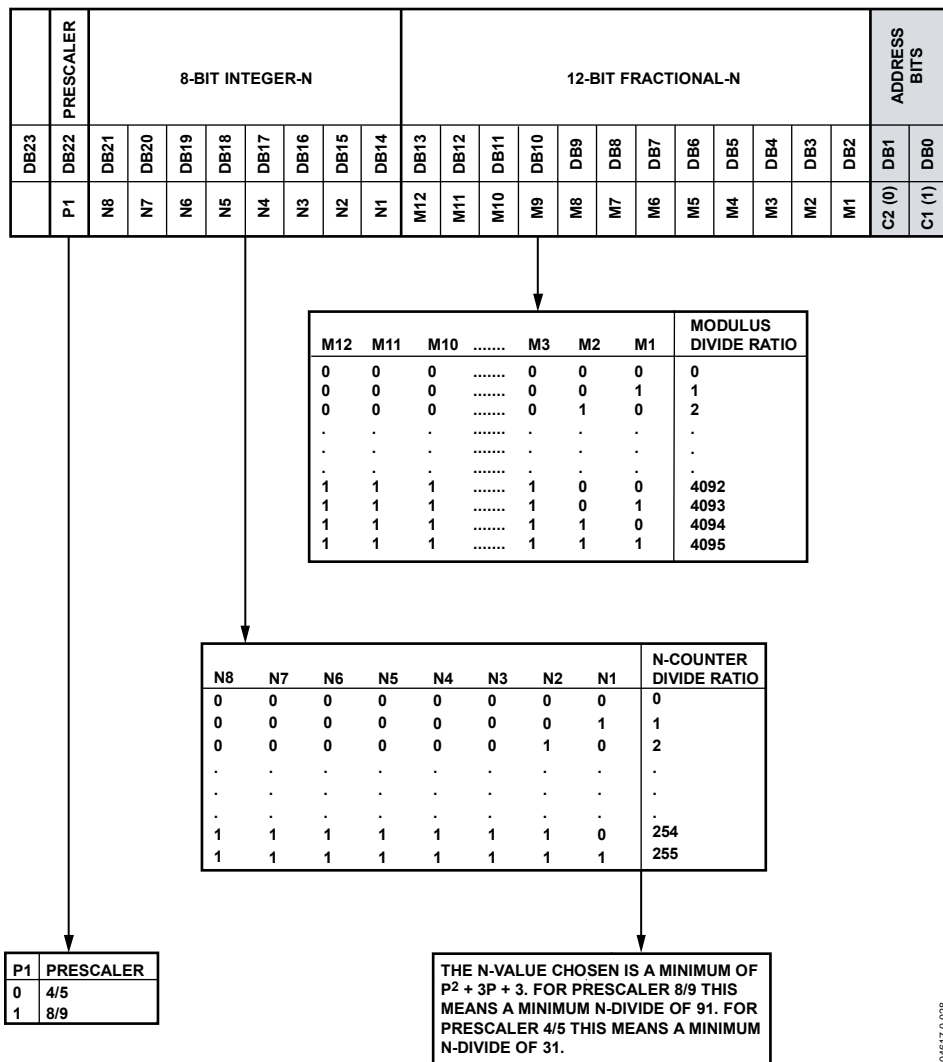 PRESCALER
8-BIT INTEGER-N
12-BIT FRACTIONAL-N
ADDRESS
BITS
DB23 DB22 DB21 DB20 DB19 DB18 DB17 DB16 DB15 DB14 DB13 DB12 DB11 DB10 DB9 DB8 DB7 DB6 DB5 DB4 DB3 DB2 DB1 DB0
P1 N8 N7 N6 N5 N4 N3 N2 N1 M12 M11 M10 M9 M8 M7 M6 M5 M4 M3 M2 M1 C2 (0) C1 (1)
MODULUS
M12 M11 M10 ....... M3 M2 M1 DIVIDE RATIO
0 0 0 ....... 0 0 0 0
0 0 0 ....... 0 0 1 1
0 0 0 ....... 0 1 0 2
. . . ....... . . . .
. . . ....... . . . .
. . . ....... . . . .
1 1 1 ....... 1 0 0 4092
1 1 1 ....... 1 0 1 4093
1 1 1 ....... 1 1 0 4094
1 1 1 ....... 1 1 1 4095
N-COUNTER
N8 N7 N6 N5 N4 N3 N2 N1 DIVIDE RATIO
0 0 0 0 0 0 0 0 0
0 0 0 0 0 0 0 1 1
0 0 0 0 0 0 1 0 2
. . . . . . . . .
. . . . . . . . .
. . . . . . . . .
1 1 1 1 1 1 1 0 254
1 1 1 1 1 1 1 1 255
P1 PRESCALER
0 4/5
1 8/9
THE N-VALUE CHOSEN IS A MINIMUM OF
P² + 3P + 3. FOR PRESCALER 8/9 THIS
MEANS A MINIMUM N-DIVIDE OF 91. FOR
PRESCALER 4/5 THIS MEANS A MINIMUM
N-DIVIDE OF 31.
04617-0-028